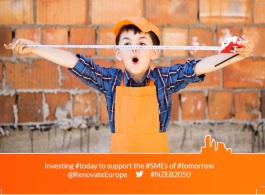 Investing #today to support the #SMEs of #tomorrow
@RenovateEurope #NZEB2050